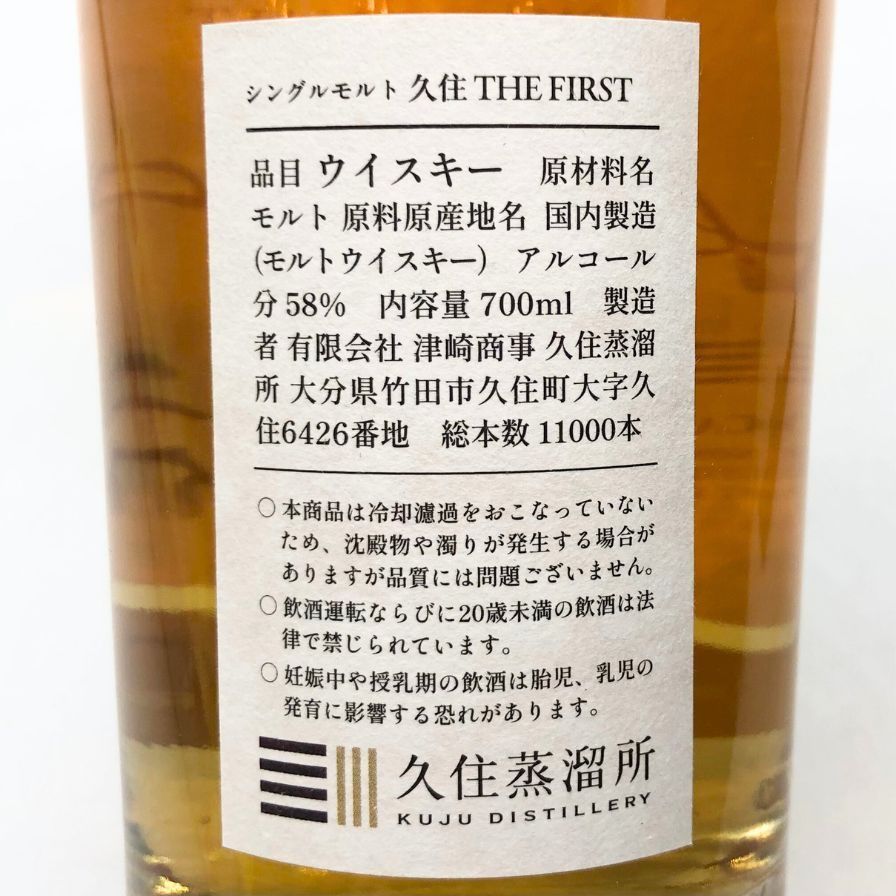 シングルモルト 久住 THE FIRST
品目 ウイスキー 原材料名
モルト 原料原産地名 国内製造
(モルトウイスキー) アルコール
分 58% 内容量 700ml 製造
者 有限会社 津崎商事 久住蒸溜
所 大分県竹田市久住町大字久
住6426番地 総本数 11000本
○ 本商品は冷却濾過をおこなっていない
ため、沈殿物や濁りが発生する場合が
ありますが品質には問題ございません。
○ 飲酒運転ならびに20歳未満の飲酒は法
律で禁じられています。
○ 妊娠中や授乳期の飲酒は胎児、乳児の
発育に影響する恐れがあります。
久住蒸溜所
KUJU DISTILLERY